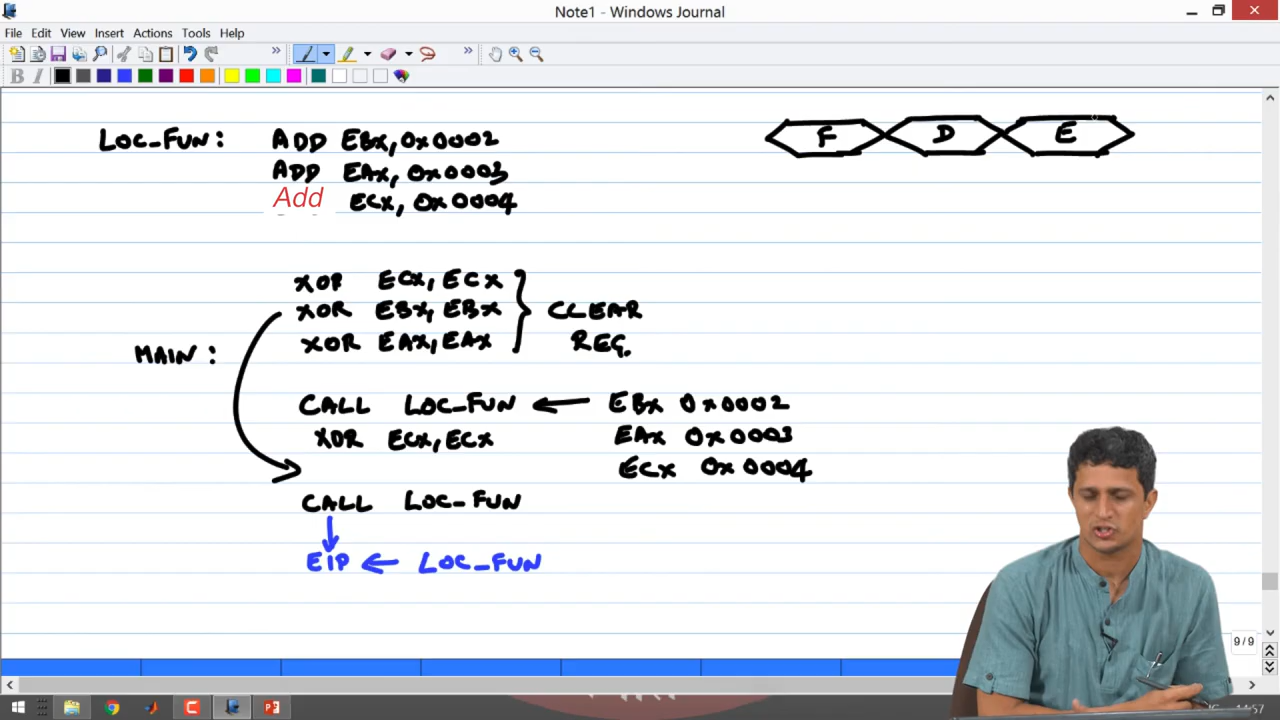 Note1 - Windows Journal
File Edit View Insert Actions Tools Help
B I
LOC_FUN: ADD EBX, 0x0002
ADD EAX, 0x0003
Add ECX, 0x0004
F D E
XOR ECX, ECX
XOR EBX, EBX
XOR EAX, EAX
CLEAR
REG.
MAIN:
CALL LOC_FUN ← EBX 0x0002
XOR ECX, ECX EAX 0x0003
ECX 0x0004
CALL LOC_FUN
EIP ← LOC_FUN
9/9